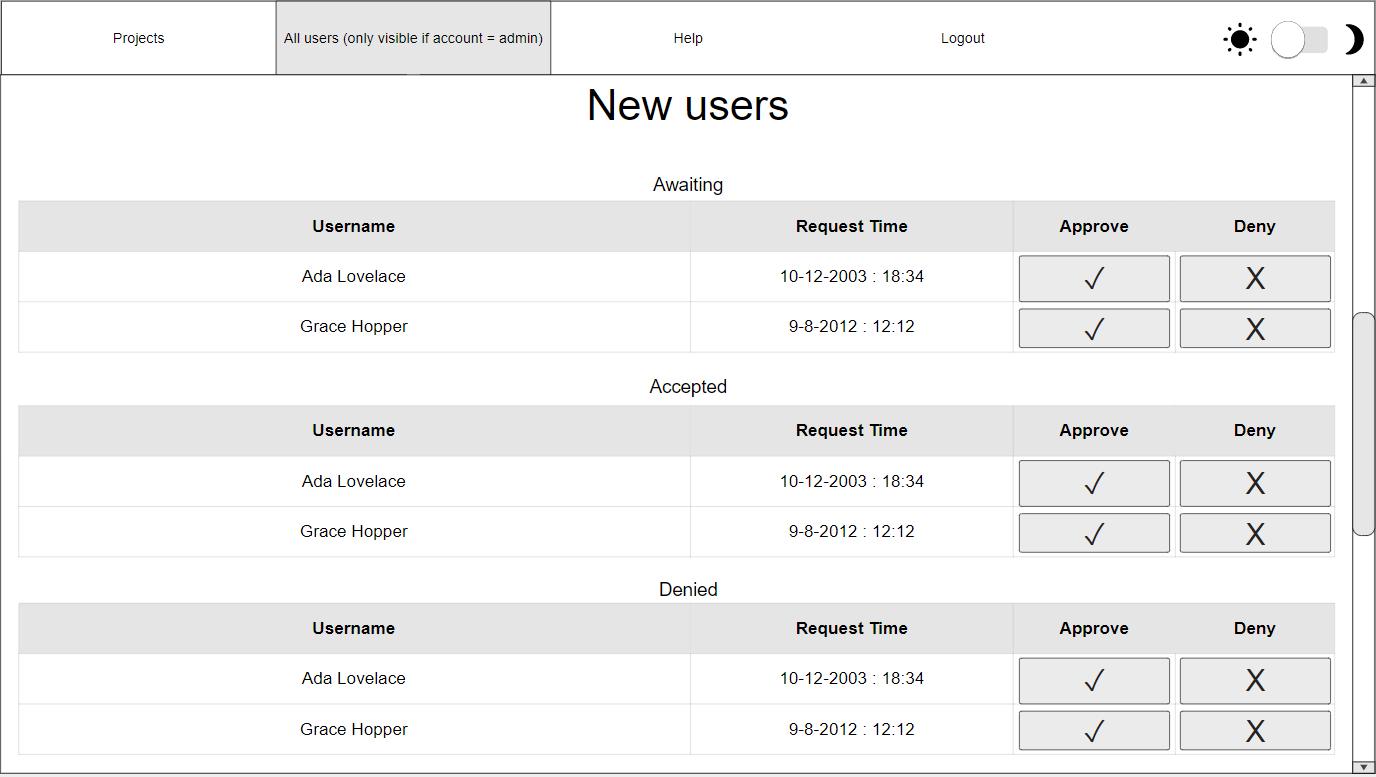 Projects
All users (only visible if account = admin)
Help
Logout
New users
Awaiting
Username Request Time Approve Deny
Ada Lovelace 10-12-2003 : 18:34 ✓ X
Grace Hopper 9-8-2012 : 12:12 ✓ X
Accepted
Username Request Time Approve Deny
Ada Lovelace 10-12-2003 : 18:34 ✓ X
Grace Hopper 9-8-2012 : 12:12 ✓ X
Denied
Username Request Time Approve Deny
Ada Lovelace 10-12-2003 : 18:34 ✓ X
Grace Hopper 9-8-2012 : 12:12 ✓ X